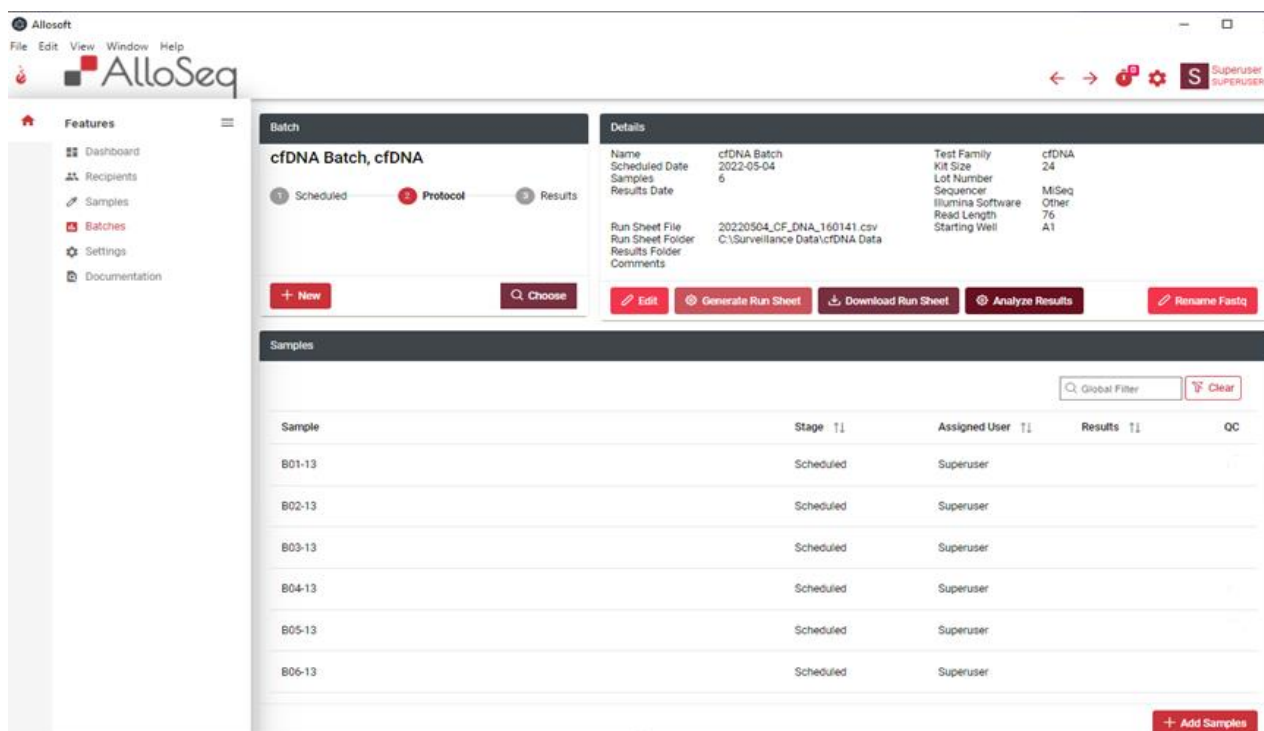 Allosoft
File Edit View Window Help
AlloSeq
0
S
Superuser
SUPERUSER
Features
Dashboard
Recipients
Samples
Batches
Settings
Documentation
Batch
cfDNA Batch, cfDNA
1 Scheduled 2 Protocol 3 Results
+ New
Choose
Details
Name cfDNA Batch
Scheduled Date 2022-05-04
Samples 6
Results Date
Run Sheet File 20220504_CF_DNA_160141.csv
Run Sheet Folder C:\Surveillance Data\cfDNA Data
Results Folder
Comments
Test Family cfDNA
Kit Size 24
Lot Number
Sequencer MiSeq
Illumina Software Other
Read Length 76
Starting Well A1
Edit Generate Run Sheet Download Run Sheet Analyze Results Rename Fastq
Samples
Global Filter Clear
Sample Stage Assigned User Results QC
B01-13 Scheduled Superuser
B02-13 Scheduled Superuser
B03-13 Scheduled Superuser
B04-13 Scheduled Superuser
B05-13 Scheduled Superuser
B06-13 Scheduled Superuser
+ Add Samples